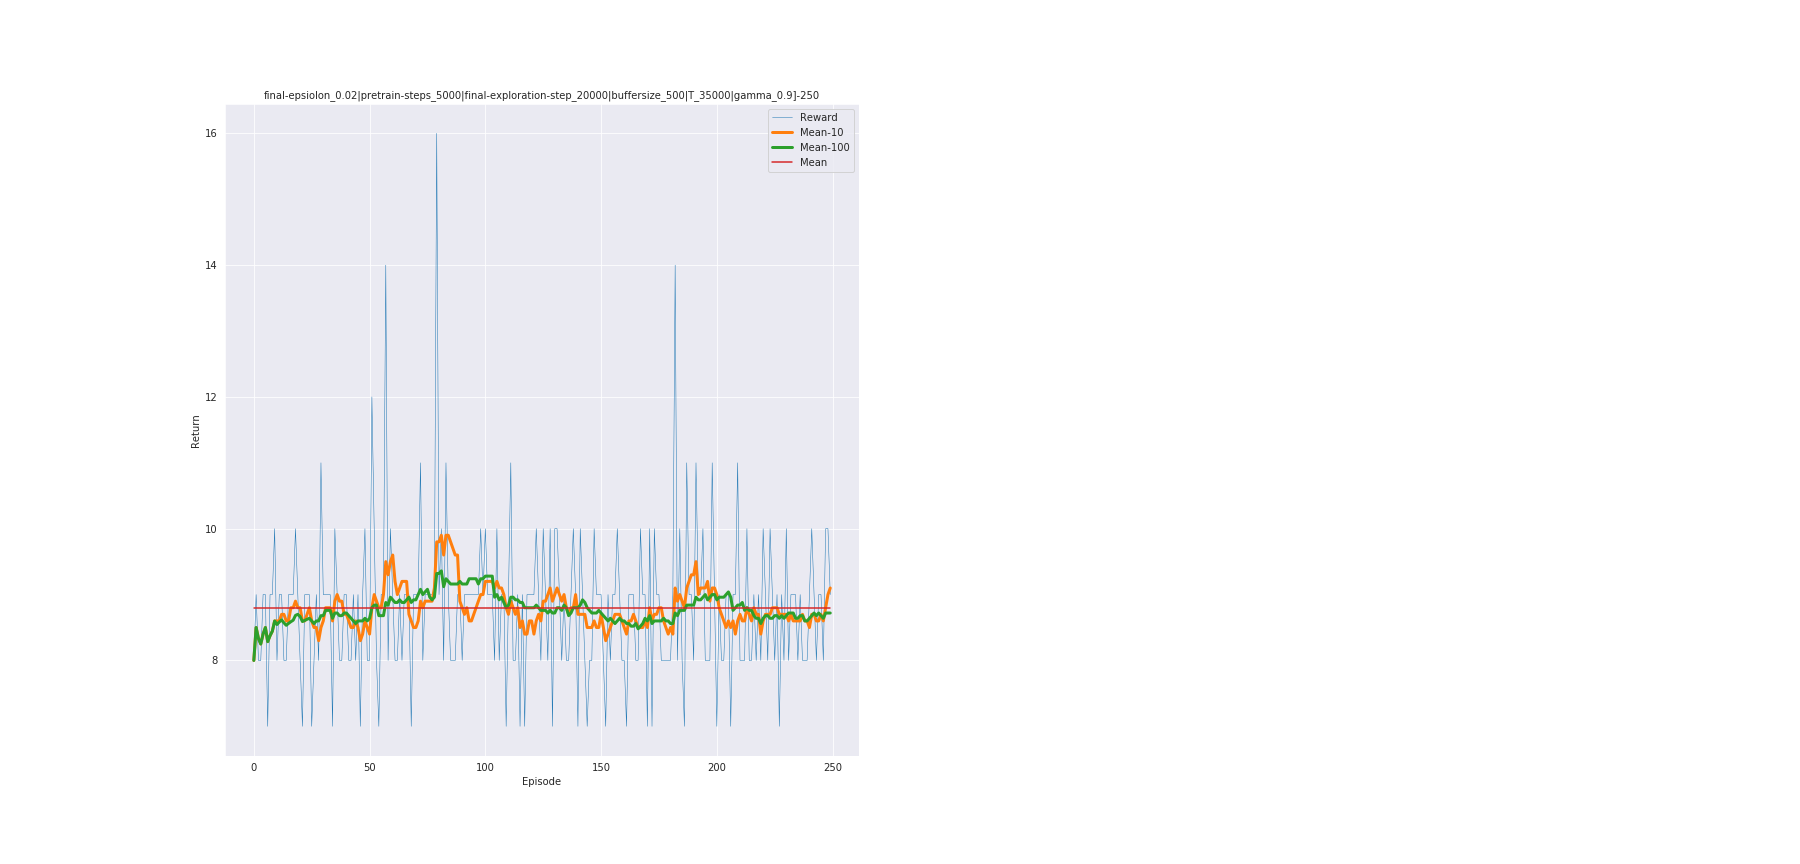 final-epsiolon_0.02|pretrain-steps_5000|final-exploration-step_20000|buffersize_500|T_35000|gamma_0.9]-250
Reward
Mean-10
Mean-100
Mean
16
14
12
10
8
Return
0
50
100
150
200
250
Episode